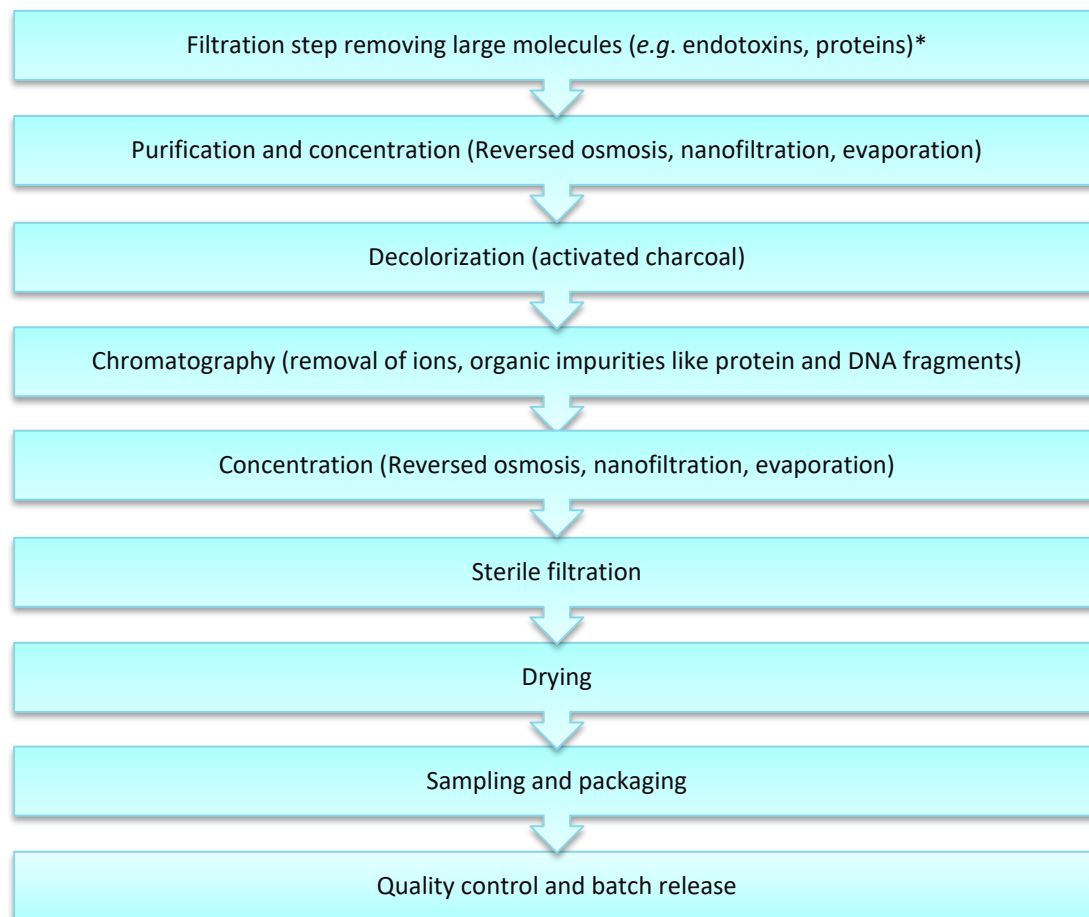 Filtration step removing large molecules (e.g. endotoxins, proteins)*
Purification and concentration (Reversed osmosis, nanofiltration, evaporation)
Decolorization (activated charcoal)
Chromatography (removal of ions, organic impurities like protein and DNA fragments)
Concentration (Reversed osmosis, nanofiltration, evaporation)
Sterile filtration
Drying
Sampling and packaging
Quality control and batch release